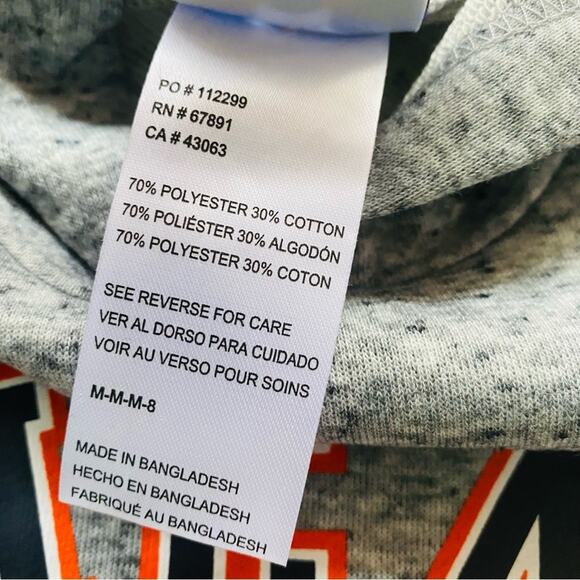 PO # 112299
RN # 67891
CA # 43063
70% POLYESTER 30% COTTON
70% POLIÉSTER 30% ALGODÓN
70% POLYESTER 30% COTON
SEE REVERSE FOR CARE
VER AL DORSO PARA CUIDADO
VOIR AU VERSO POUR SOINS
M-M-M-8
MADE IN BANGLADESH
HECHO EN BANGLADESH
FABRIQUÉ AU BANGLADESH